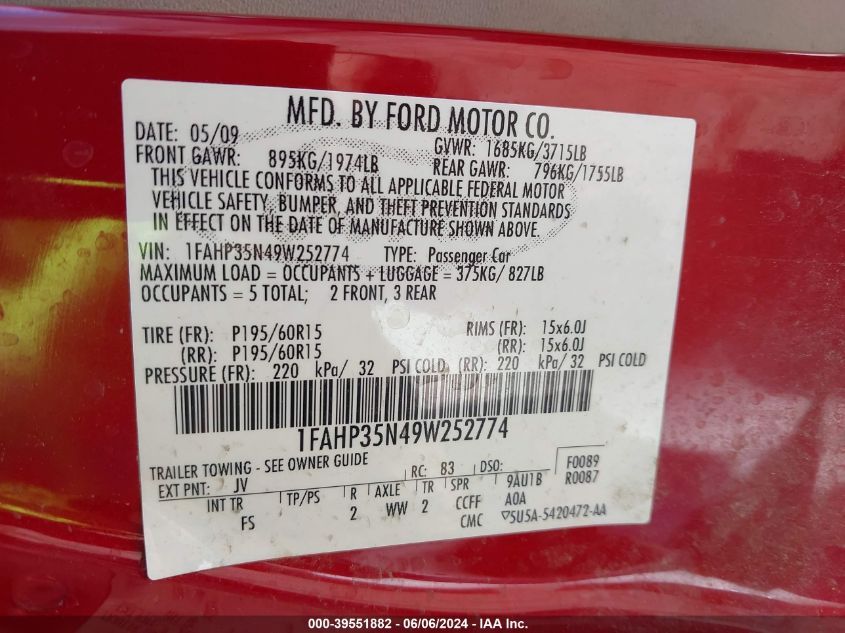 MFD. BY FORD MOTOR CO.
DATE: 05/09 GVWR: 1685KG/3715LB
FRONT GAWR: 895KG/1974LB REAR GAWR: 796KG/1755LB
THIS VEHICLE CONFORMS TO ALL APPLICABLE FEDERAL MOTOR
VEHICLE SAFETY, BUMPER, AND THEFT PREVENTION STANDARDS
IN EFFECT ON THE DATE OF MANUFACTURE SHOWN ABOVE.
VIN: 1FAHP35N49W252774 TYPE: Passenger Car
MAXIMUM LOAD = OCCUPANTS + LUGGAGE = 375KG/ 827LB
OCCUPANTS = 5 TOTAL; 2 FRONT, 3 REAR
TIRE (FR): P195/60R15 RIMS (FR): 15x6.0J
(RR): P195/60R15 (RR): 15x6.0J
PRESSURE (FR): 220 kPa/ 32 PSI COLD (RR): 220 kPa/ 32 PSI COLD
1FAHP35N49W252774
TRAILER TOWING - SEE OWNER GUIDE RC: 83 DSO: F0089
EXT PNT: JV 9AU1B R0087
INT TR TP/PS R AXLE TR SPR A0A
FS 2 WW 2 CCFF
CMC ▽5U5A-5420472-AA
000-39551882 - 06/06/2024 - IAA Inc.